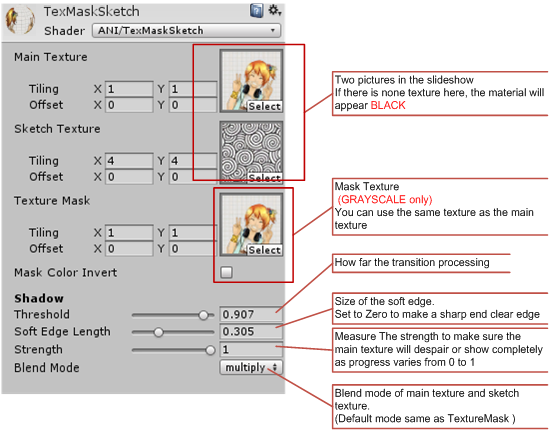 TexMaskSketch
Shader ANI/TexMaskSketch
Main Texture
Tiling X 1 Y 1
Offset X 0 Y 0
Select
Sketch Texture
Tiling X 4 Y 4
Offset X 0 Y 0
Select
Texture Mask
Tiling X 1 Y 1
Offset X 0 Y 0
Select
Mask Color Invert
Shadow
Threshold 0.907
Soft Edge Length 0.305
Strength 1
Blend Mode multiply
Two pictures in the slideshow
If there is none texture here, the material will
appear BLACK
Mask Texture
(GRAYSCALE only)
You can use the same texture as the main
texture
How far the transition processing
Size of the soft edge.
Set to Zero to make a sharp end clear edge
Measure The strength to make sure the
main texture will despair or show completely
as progress varies from 0 to 1
Blend mode of main texture and sketch
texture.
(Default mode same as TextureMask )